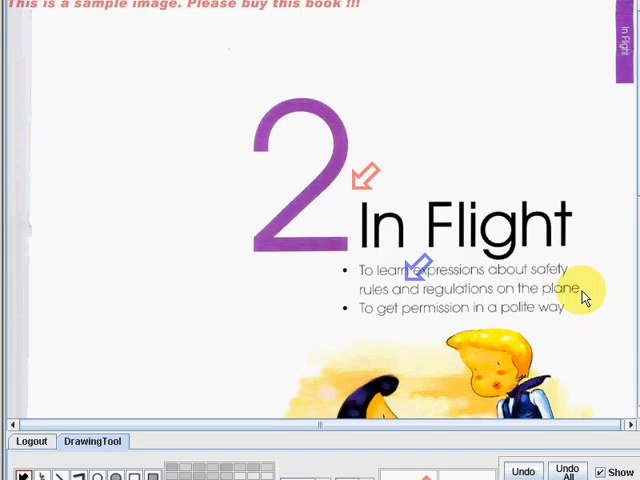 This is a sample image. Please buy this book !!!
In Flight
2
In Flight
• To learn expressions about safety
rules and regulations on the plane
• To get permission in a polite way
Logout
DrawingTool
Undo
Undo
All
Show